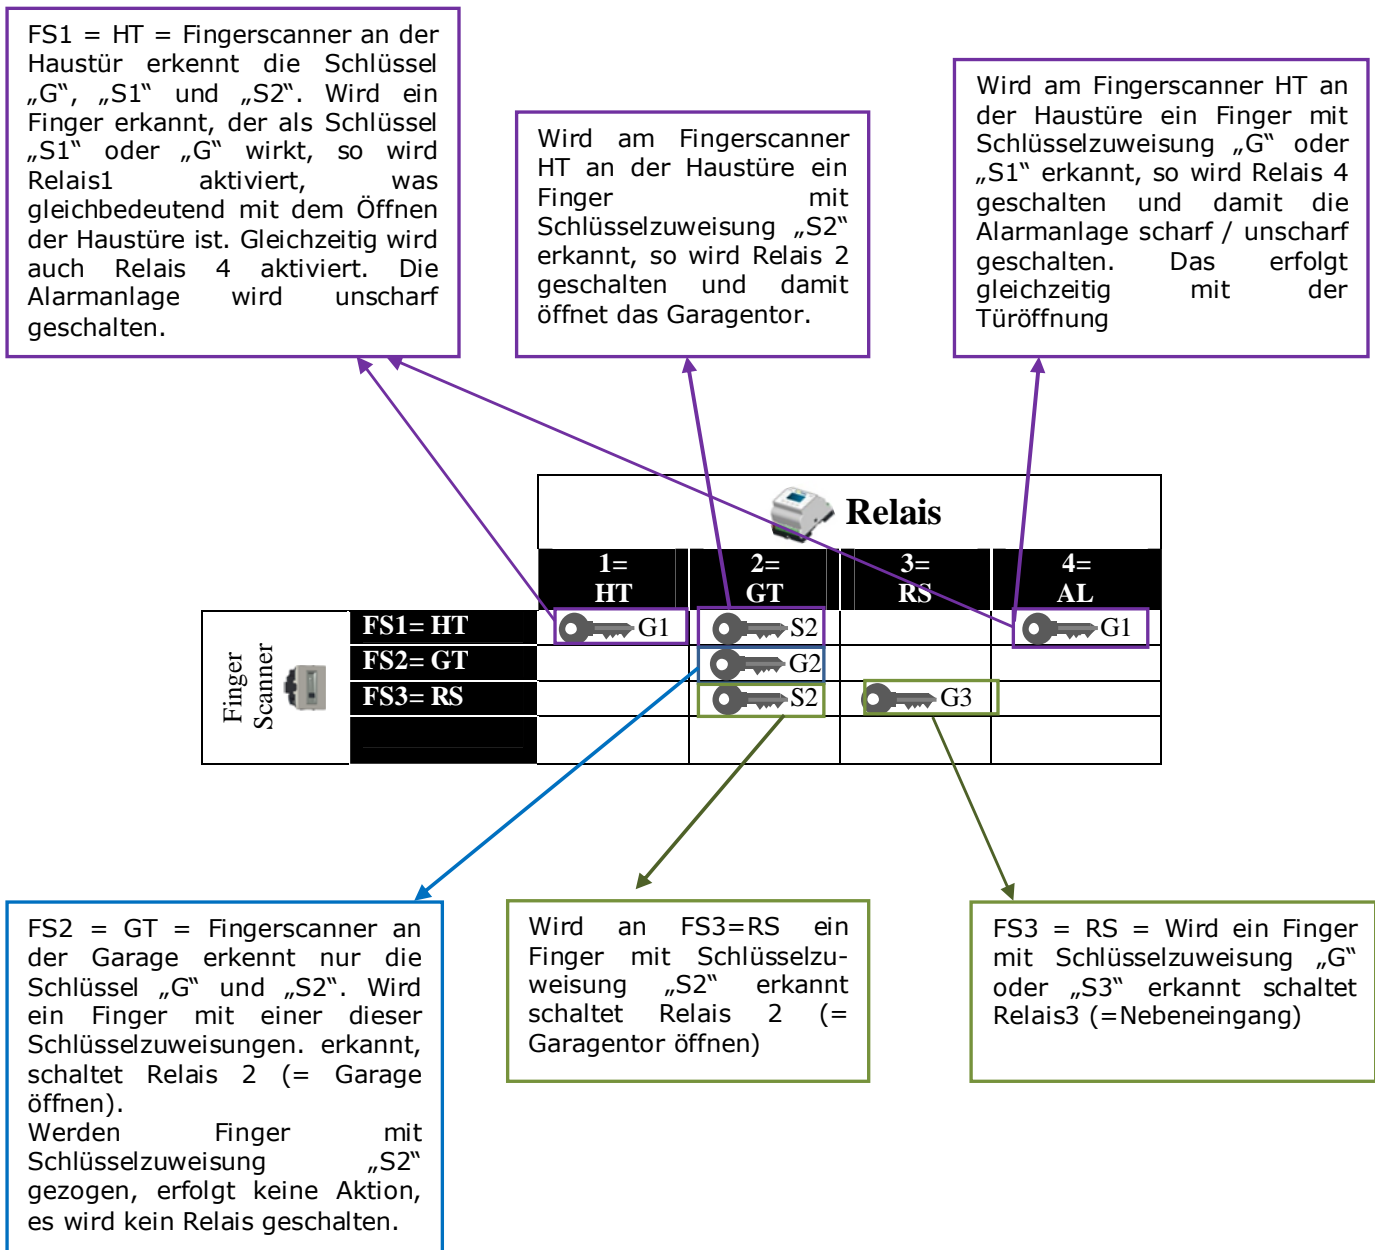 FS1 = HT = Fingerscanner an der
Haustür erkennt die Schlüssel
„G“, „S1“ und „S2“. Wird ein
Finger erkannt, der als Schlüssel
„S1“ oder „G“ wirkt, so wird
Relais1 aktiviert, was
gleichbedeutend mit dem Öffnen
der Haustüre ist. Gleichzeitig wird
auch Relais 4 aktiviert. Die
Alarmanlage wird unscharf
geschalten.
Wird am Fingerscanner
HT an der Haustüre ein
Finger mit
Schlüsselzuweisung „S2“
erkannt, so wird Relais 2
geschalten und damit
öffnet das Garagentor.
Wird am Fingerscanner HT an
der Haustüre ein Finger mit
Schlüsselzuweisung „G“ oder
„S1“ erkannt, so wird Relais 4
geschalten und damit die
Alarmanlage scharf / unscharf
geschalten. Das erfolgt
gleichzeitig mit der
Türöffnung
Relais
1= 2= 3= 4=
HT GT RS AL
Finger
Scanner
FS1= HT G1 S2 G1
FS2= GT G2
FS3= RS S2 G3
FS2 = GT = Fingerscanner an
der Garage erkennt nur die
Schlüssel „G“ und „S2“. Wird
ein Finger mit einer dieser
Schlüsselzuweisungen. erkannt,
schaltet Relais 2 (= Garage
öffnen).
Werden Finger mit
Schlüsselzuweisung „S2“
gezogen, erfolgt keine Aktion,
es wird kein Relais geschalten.
Wird an FS3=RS ein
Finger mit Schlüsselzu-
weisung „S2“ erkannt
schaltet Relais 2 (=
Garagentor öffnen)
FS3 = RS = Wird ein Finger
mit Schlüsselzuweisung „G“
oder „S3“ erkannt schaltet
Relais3 (=Nebeneingang)